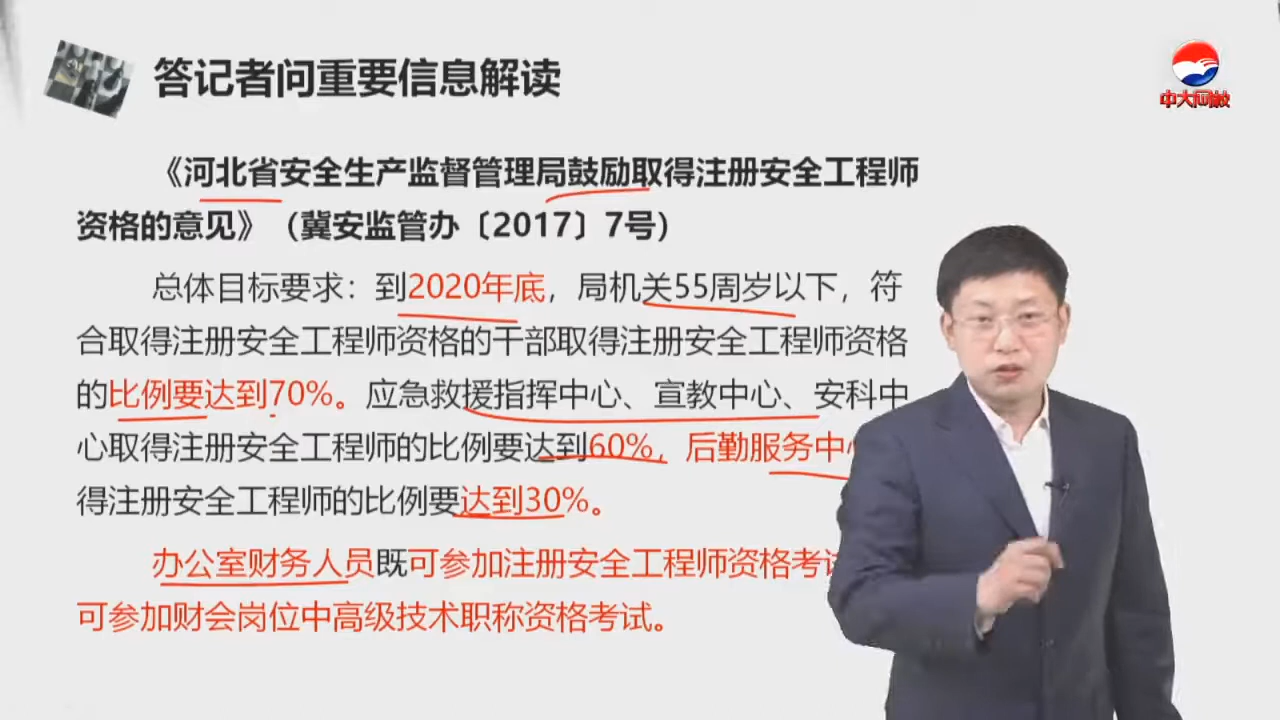 答记者问重要信息解读
中大网校
《河北省安全生产监督管理局鼓励取得注册安全工程师
资格的意见》（冀安监管办〔2017〕7号）
总体目标要求：到2020年底，局机关55周岁以下，符
合取得注册安全工程师资格的干部取得注册安全工程师资格
的比例要达到70%。应急救援指挥中心、宣教中心、安科中
心取得注册安全工程师的比例要达到60%，后勤服务中
得注册安全工程师的比例要达到30%。
办公室财务人员既可参加注册安全工程师资格考
可参加财会岗位中高级技术职称资格考试。